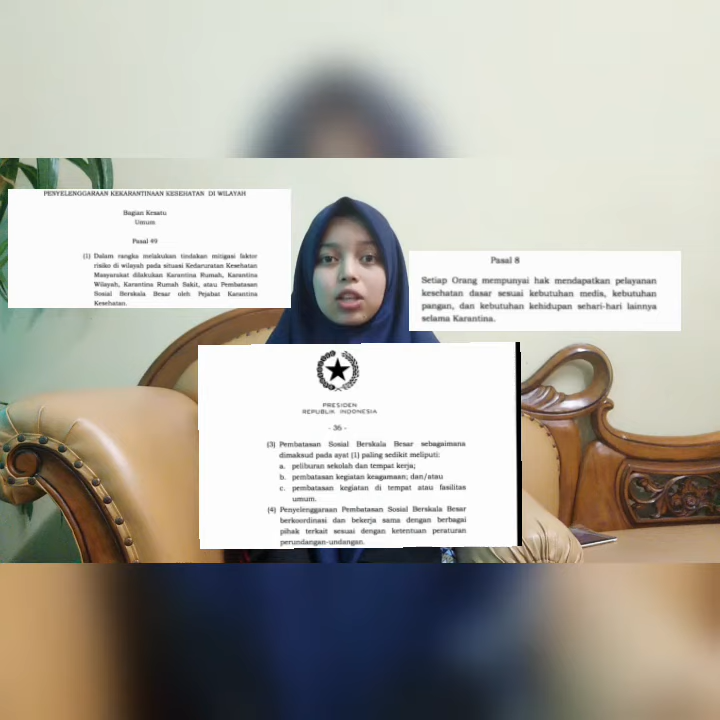 PENYELENGGARAAN KEKARANTINAAN KESEHATAN DI WILAYAH
Bagian Kesatu
Umum
Pasal 49
(1) Dalam rangka melakukan tindakan mitigasi faktor
risiko di wilayah pada situasi Kedaruratan Kesehatan
Masyarakat dilakukan Karantina Rumah, Karantina
Wilayah, Karantina Rumah Sakit, atau Pembatasan
Sosial Berskala Besar oleh Pejabat Karantina
Kesehatan.
Pasal 8
Setiap Orang mempunyai hak mendapatkan pelayanan
kesehatan dasar sesuai kebutuhan medis, kebutuhan
pangan, dan kebutuhan kehidupan sehari-hari lainnya
selama Karantina.
PRESIDEN
REPUBLIK INDONESIA
- 36 -
(3) Pembatasan Sosial Berskala Besar sebagaimana
dimaksud pada ayat (1) paling sedikit meliputi:
a. peliburan sekolah dan tempat kerja;
b. pembatasan kegiatan keagamaan; dan/atau
c. pembatasan kegiatan di tempat atau fasilitas
umum.
(4) Penyelenggaraan Pembatasan Sosial Berskala Besar
berkoordinasi dan bekerja sama dengan berbagai
pihak terkait sesuai dengan ketentuan peraturan
perundang-undangan.